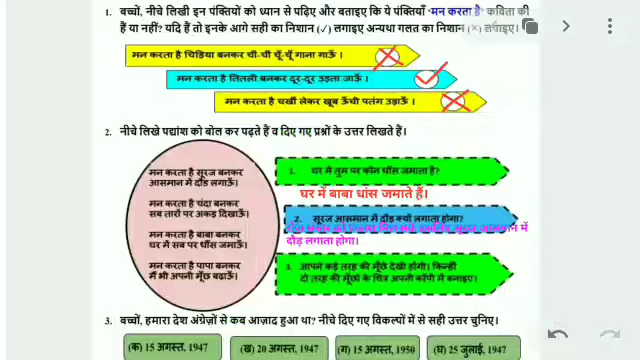 1. बच्चों, नीचे लिखी इन पंक्तियों को ध्यान से पढ़िए और बताइए कि ये पंक्तियाँ 'मन करता है' कविता की
हैं या नहीं? यदि हैं तो इनके आगे सही का निशान (✓) लगाइए अन्यथा गलत का निशान (×) लगाइए।
मन करता है चिड़िया बनकर चीं-चीं चूँ-चूँ गाना गाऊँ ।
मन करता है तितली बनकर दूर-दूर उड़ता जाऊँ ।
मन करता है चर्खी लेकर खूब ऊँची पतंग उड़ाऊँ ।
2. नीचे लिखे पद्यांश को बोल कर पढ़ते हैं व दिए गए प्रश्नों के उत्तर लिखते हैं।
मन करता है सूरज बनकर
आसमान में दौड़ लगाऊँ।
मन करता है चंदा बनकर
सब तारों पर अकड़ दिखाऊँ।
मन करता है बाबा बनकर
घर में सब पर धौंस जमाऊँ।
मन करता है पापा बनकर
मैं भी अपनी मूँछ बढ़ाऊँ।
1. घर में तुम पर कौन धौंस जमाता है?
घर में बाबा धांस जमाते हैं।
2. सूरज आसमान में दौड़ क्यों लगाता होगा?
सूरज आसमान में
दौड़ लगाता होगा।
3. आपने कई तरह की मूँछें देखी होंगी। किन्हीं
दो तरह की मूँछों के चित्र अपनी कॉपी में बनाइए।
3. बच्चों, हमारा देश अंग्रेज़ों से कब आज़ाद हुआ था? नीचे दिए गए विकल्पों में से सही उत्तर चुनिए।
(क) 15 अगस्त, 1947
(ख) 20 अगस्त, 1947
(ग) 15 अगस्त, 1950
(घ) 25 जुलाई, 1947